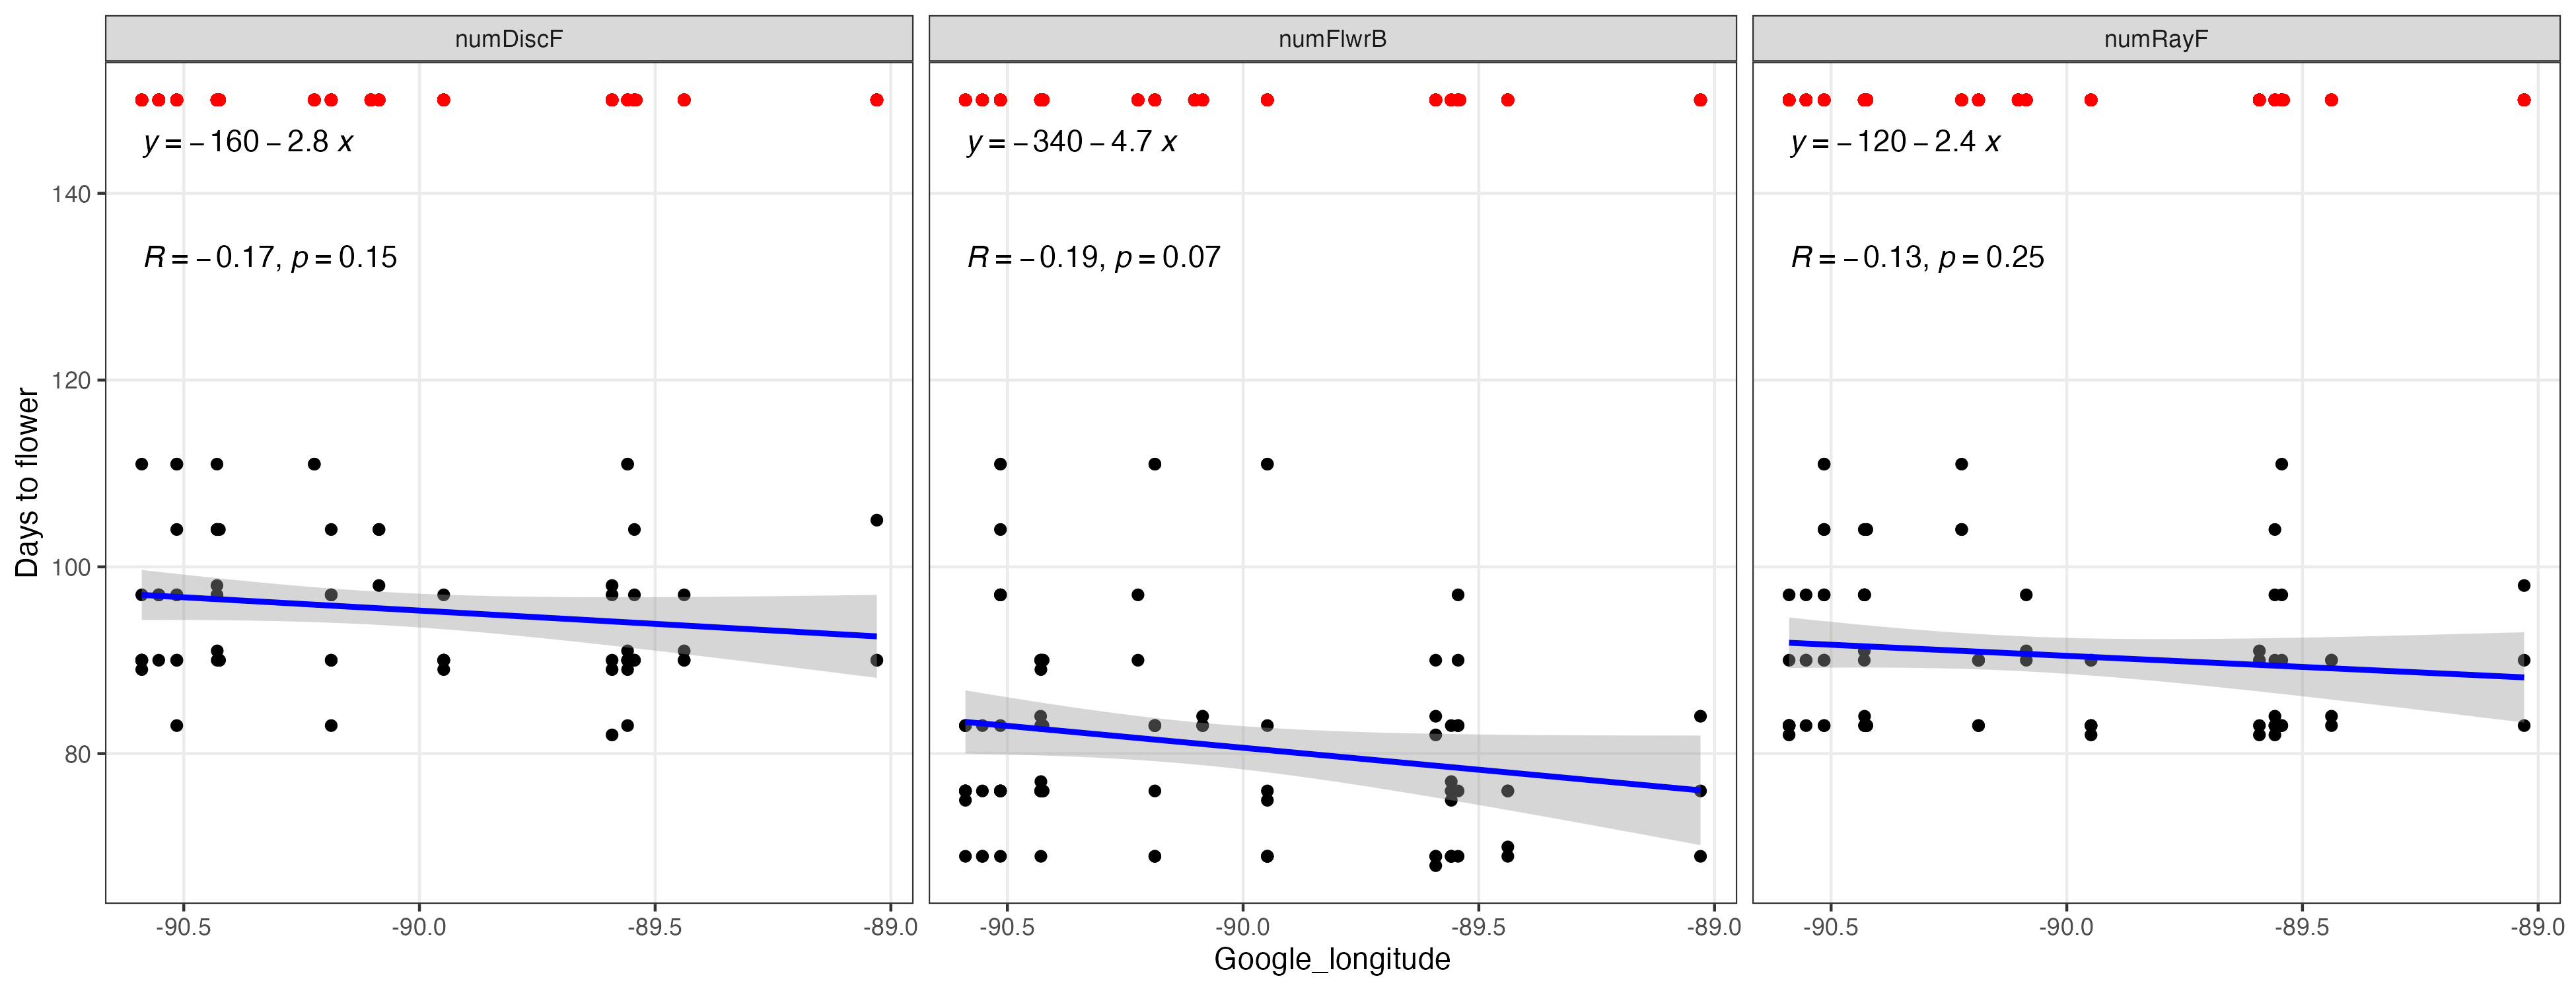 numDiscF numFlwrB numRayF
y = −160 − 2.8 x y = −340 − 4.7 x y = −120 − 2.4 x
140
R = −0.17, p = 0.15 R = −0.19, p = 0.07 R = −0.13, p = 0.25
120
Days to flower
100
80
-90.5 -90.0 -89.5 -89.0 -90.5 -90.0 -89.5 -89.0 -90.5 -90.0 -89.5 -89.0
Google_longitude